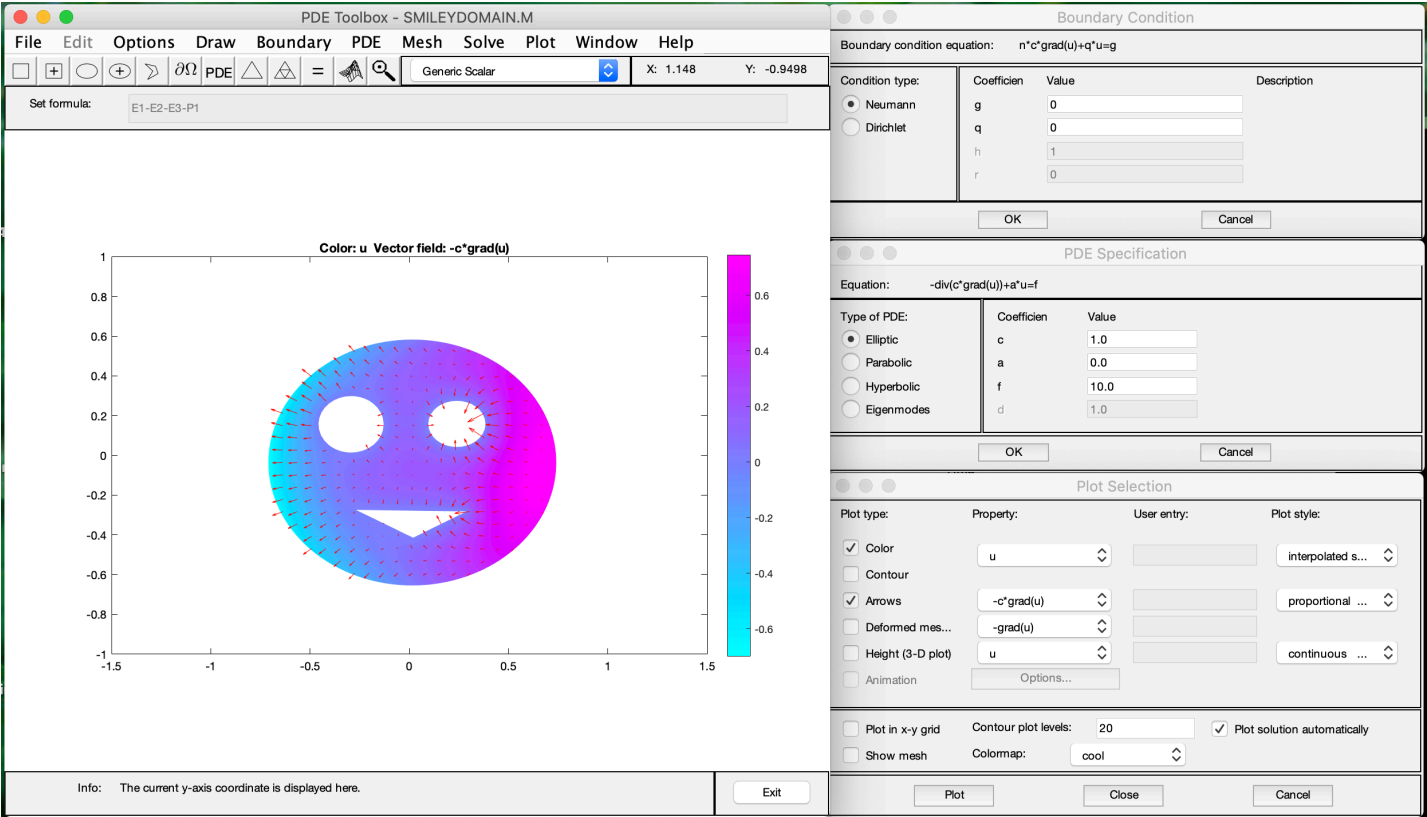 PDE Toolbox - SMILEYDOMAIN.M
File Edit Options Draw Boundary PDE Mesh Solve Plot Window Help
∂Ω PDE = Generic Scalar X: 1.148 Y: -0.9498
Set formula: E1-E2-E3-P1
Color: u Vector field: -c*grad(u)
1
0.8
0.6
0.4
0.2
0
-0.2
-0.4
-0.6
-0.8
-1
-1.5 -1 -0.5 0 0.5 1 1.5
0.6
0.4
0.2
0
-0.2
-0.4
-0.6
Info: The current y-axis coordinate is displayed here.
Exit
Boundary Condition
Boundary condition equation: n*c*grad(u)+q*u=g
Condition type: Coefficien Value Description
Neumann g 0
Dirichlet q 0
h 1
r 0
OK Cancel
PDE Specification
Equation: -div(c*grad(u))+a*u=f
Type of PDE: Coefficien Value
Elliptic c 1.0
Parabolic a 0.0
Hyperbolic f 10.0
Eigenmodes d 1.0
OK Cancel
Plot Selection
Plot type: Property: User entry: Plot style:
Color u interpolated s...
Contour
Arrows -c*grad(u) proportional ...
Deformed mes... -grad(u)
Height (3-D plot) u continuous ...
Animation Options...
Plot in x-y grid Contour plot levels: 20 Plot solution automatically
Show mesh Colormap: cool
Plot Close Cancel